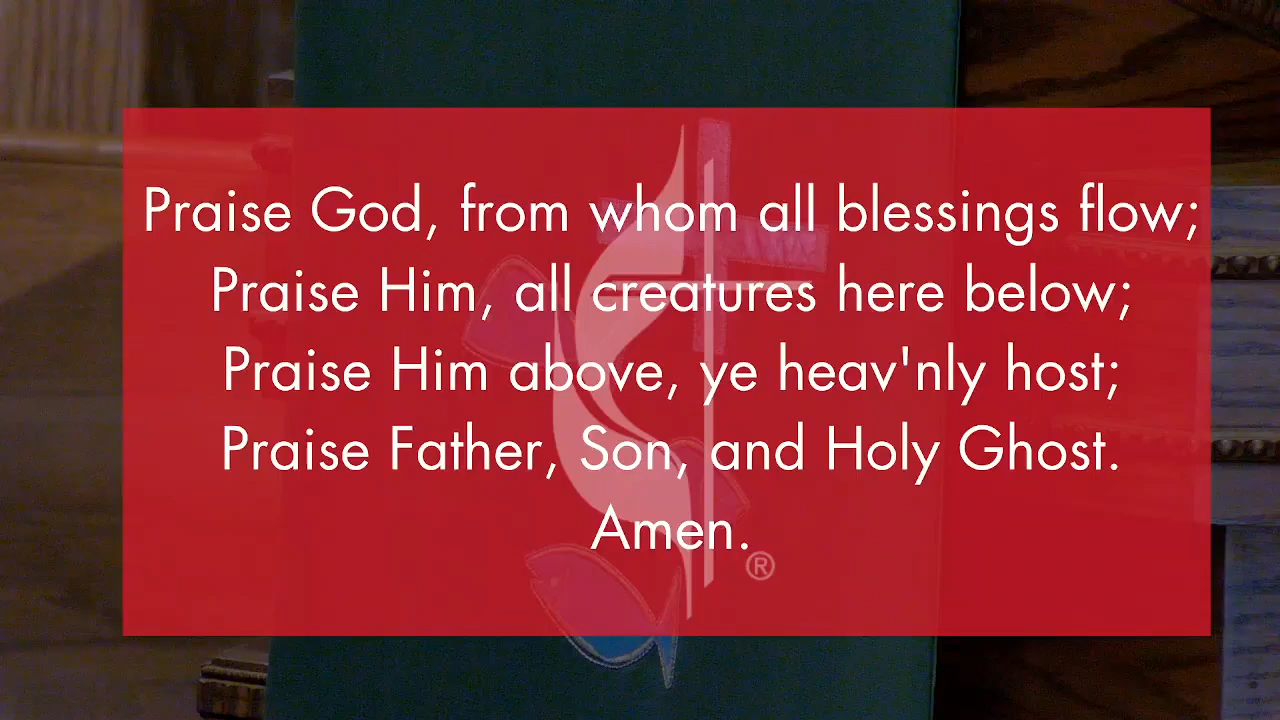 Praise God, from whom all blessings flow;
Praise Him, all creatures here below;
Praise Him above, ye heav'nly host;
Praise Father, Son, and Holy Ghost.
Amen.
®